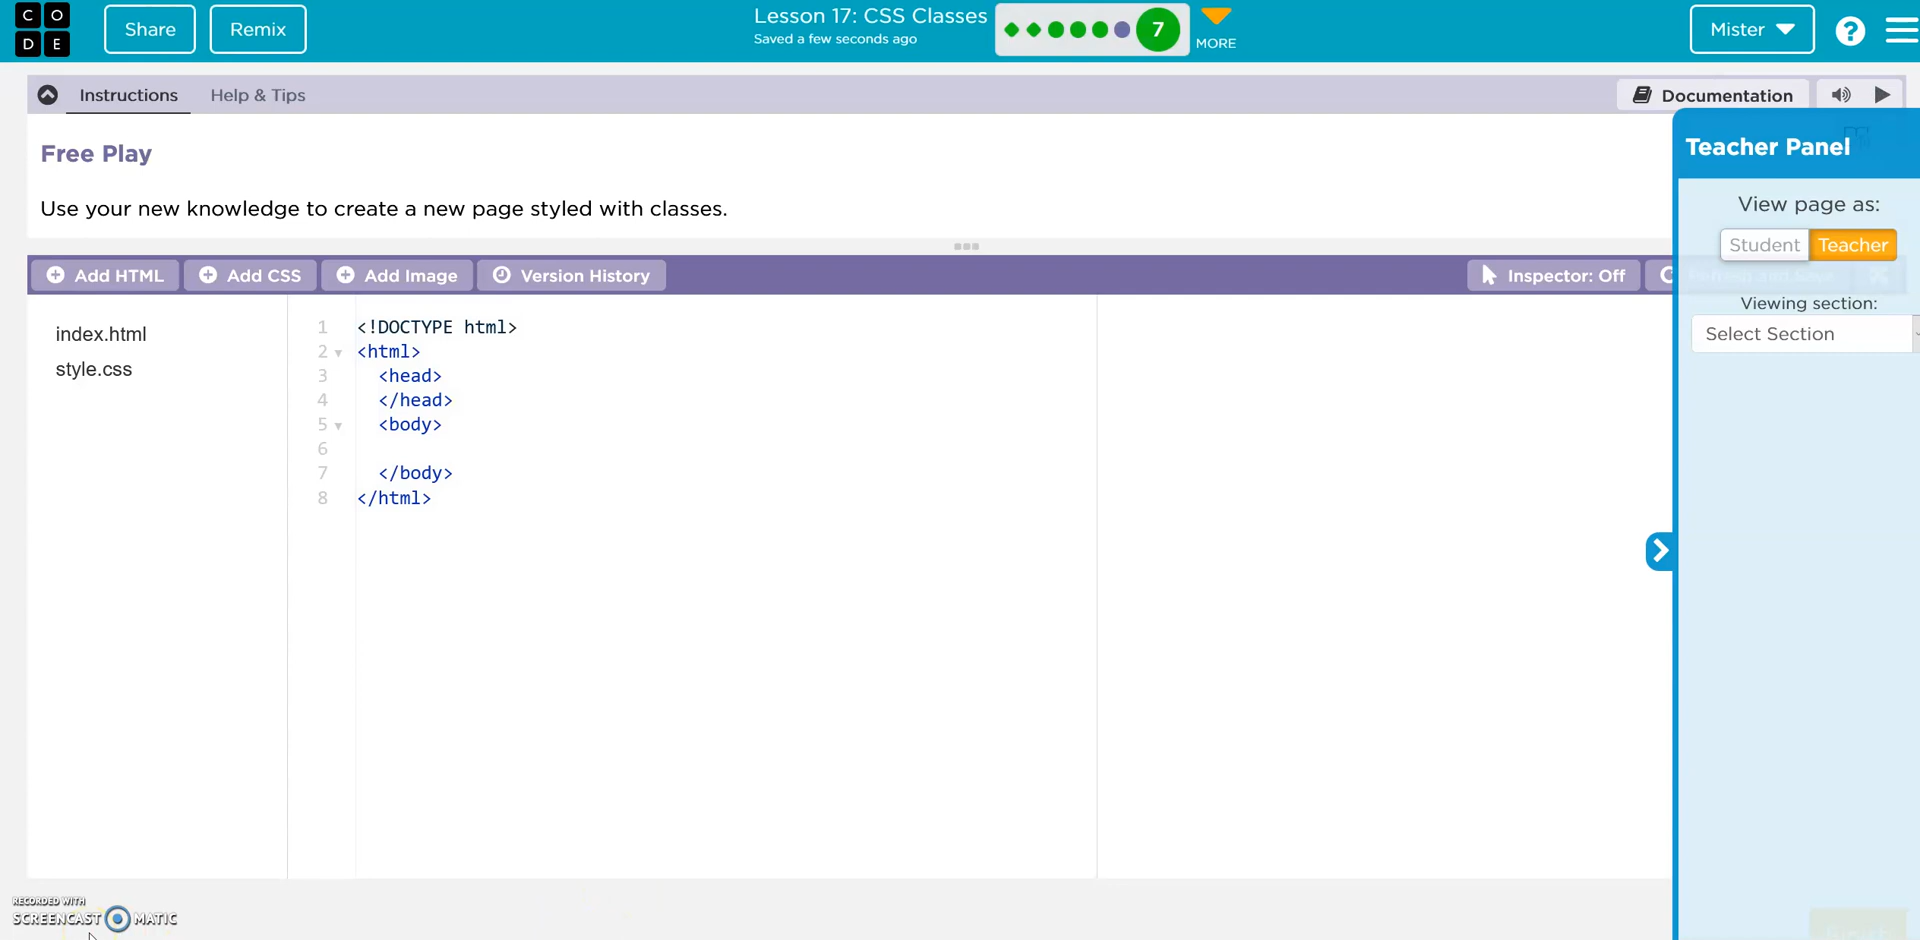 C O
D E
Share
Remix
Lesson 17: CSS Classes
Saved a few seconds ago
7
MORE
Mister
?
Instructions
Help & Tips
Documentation
Free Play
Use your new knowledge to create a new page styled with classes.
Teacher Panel
View page as:
Student
Teacher
Viewing section:
Select Section
Add HTML
Add CSS
Add Image
Version History
Inspector: Off
index.html
style.css
1 <!DOCTYPE html>
2 <html>
3 <head>
4 </head>
5 <body>
6
7 </body>
8 </html>
RECORDED WITH
SCREENCAST MATIC